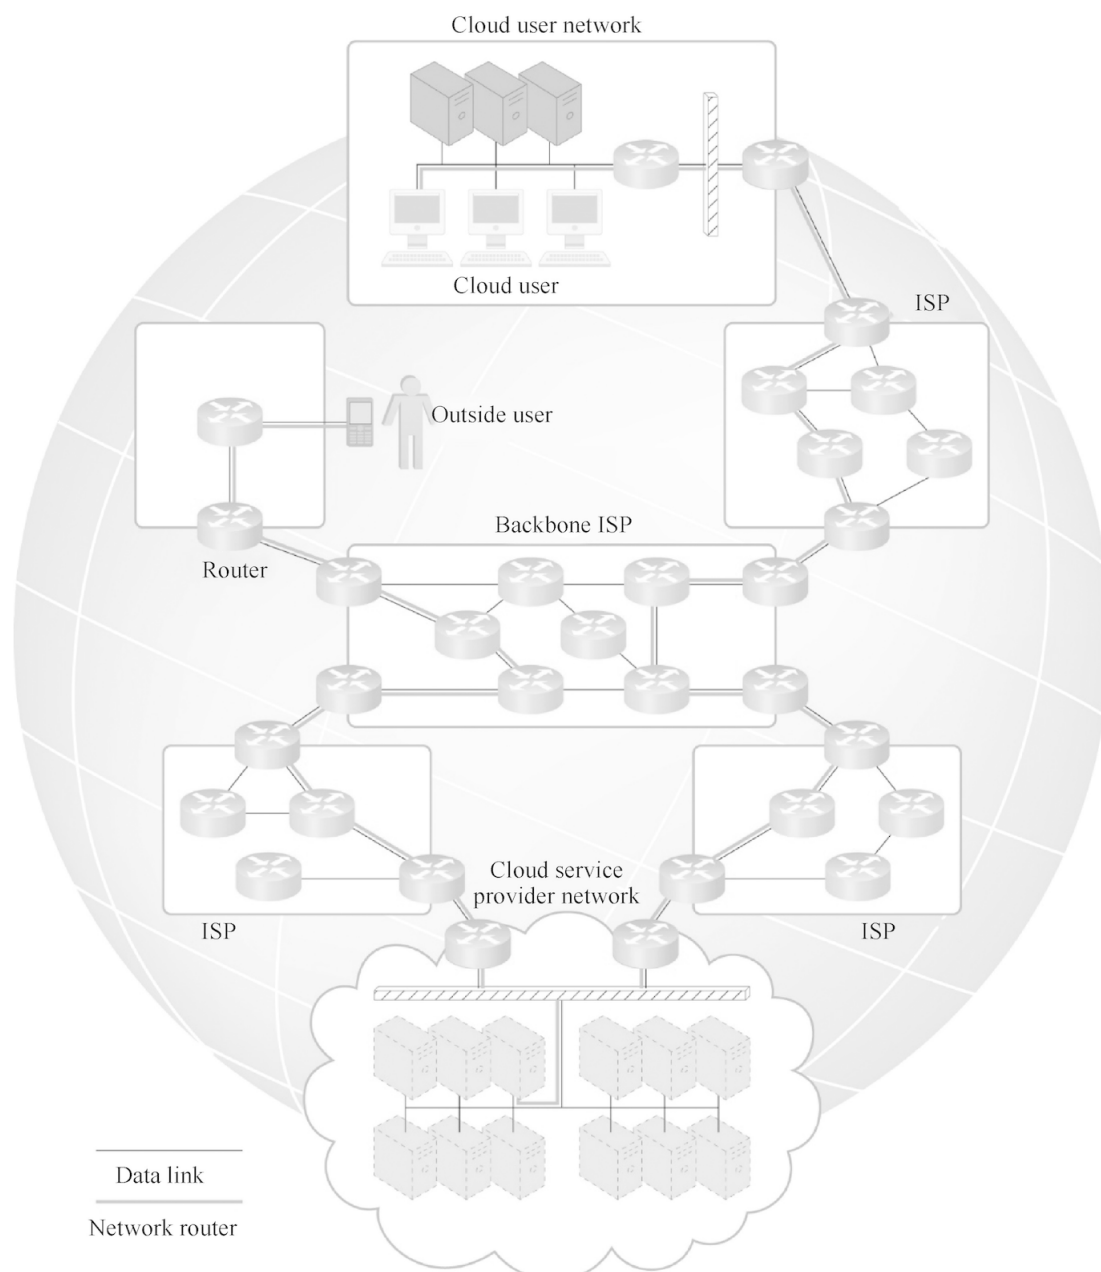 Cloud user network
Cloud user
ISP
Outside user
Backbone ISP
Router
Cloud service
provider network
ISP
ISP
Data link
Network router